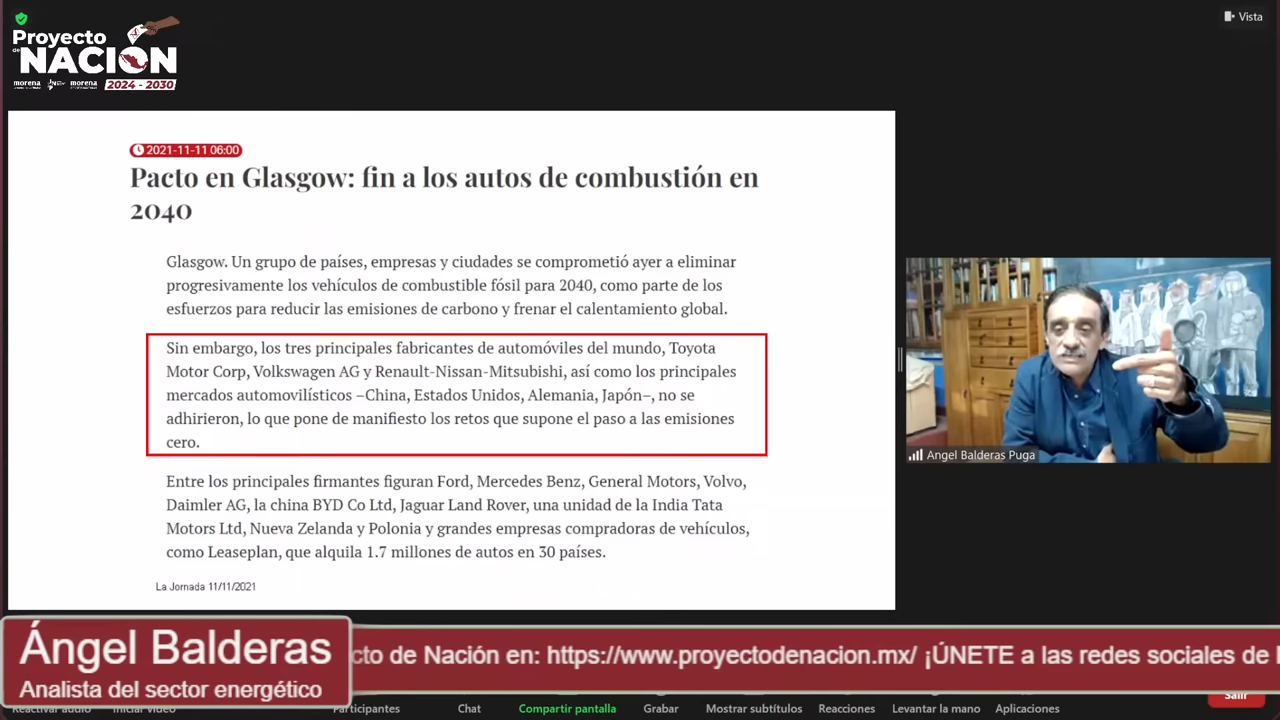 Proyecto
de NACIÓN
morena
morena
2024 - 2030
Vista
2021-11-11 06:00
Pacto en Glasgow: fin a los autos de combustión en
2040
Glasgow. Un grupo de países, empresas y ciudades se comprometió ayer a eliminar
progresivamente los vehículos de combustible fósil para 2040, como parte de los
esfuerzos para reducir las emisiones de carbono y frenar el calentamiento global.
Sin embargo, los tres principales fabricantes de automóviles del mundo, Toyota
Motor Corp, Volkswagen AG y Renault-Nissan-Mitsubishi, así como los principales
mercados automovilísticos –China, Estados Unidos, Alemania, Japón–, no se
adhirieron, lo que pone de manifiesto los retos que supone el paso a las emisiones
cero.
Entre los principales firmantes figuran Ford, Mercedes Benz, General Motors, Volvo,
Daimler AG, la china BYD Co Ltd, Jaguar Land Rover, una unidad de la India Tata
Motors Ltd, Nueva Zelanda y Polonia y grandes empresas compradoras de vehículos,
como Leaseplan, que alquila 1.7 millones de autos en 30 países.
La Jornada 11/11/2021
Angel Balderas Puga
Ángel Balderas
Analista del sector energético
cto de Nación en: https://www.proyectodenacion.mx/ ¡ÚNETE a las redes sociales de
Reactivar audio
Iniciar video
Participantes
Chat
Compartir pantalla
Grabar
Mostrar subtítulos
Reacciones
Levantar la mano
Aplicaciones
Salir